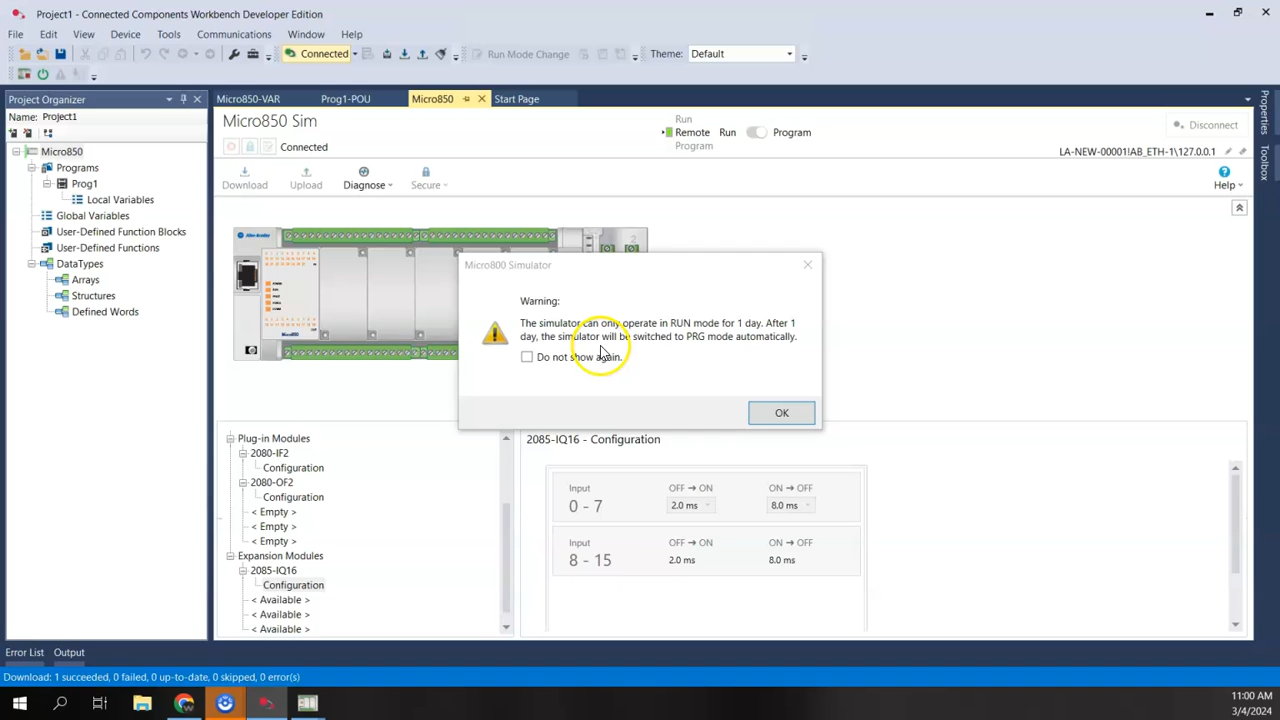 Project1 - Connected Components Workbench Developer Edition
File Edit View Device Tools Communications Window Help
Connected Run Mode Change Theme: Default
Project Organizer
Name: Project1
Micro850
Programs
Prog1
Local Variables
Global Variables
User-Defined Function Blocks
User-Defined Functions
DataTypes
Arrays
Structures
Defined Words
Micro850-VAR Prog1-POU Micro850 Start Page
Micro850 Sim
Connected
Run
Remote Run Program
Program
Disconnect
LA-NEW-00001!AB_ETH-1\127.0.0.1
Download Upload Diagnose Secure Help
Allen-Bradley
Micro850
2
Micro800 Simulator
Warning:
The simulator can only operate in RUN mode for 1 day. After 1
day, the simulator will be switched to PRG mode automatically.
Do not show again.
OK
Plug-in Modules
2080-IF2
Configuration
2080-OF2
Configuration
< Empty >
< Empty >
< Empty >
Expansion Modules
2085-IQ16
Configuration
< Available >
< Available >
< Available >
2085-IQ16 - Configuration
Input OFF → ON ON → OFF
0 - 7 2.0 ms 8.0 ms
Input OFF → ON ON → OFF
8 - 15 2.0 ms 8.0 ms
Properties
Toolbox
Error List Output
Download: 1 succeeded, 0 failed, 0 up-to-date, 0 skipped, 0 error(s)
11:00 AM
3/4/2024